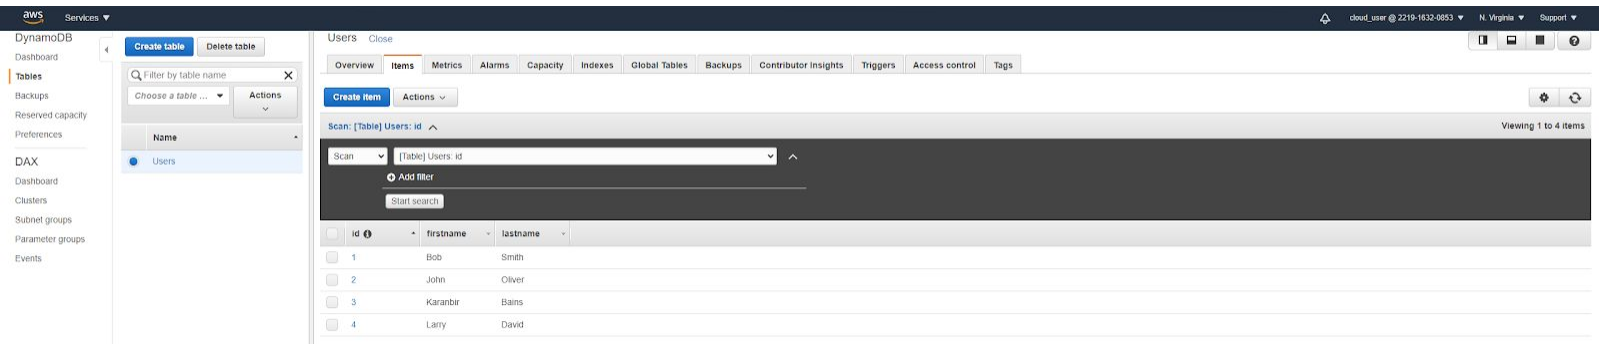 aws Services cloud_user @ 2219-1632-0853 N. Virginia Support
DynamoDB
Dashboard
Tables
Backups
Reserved capacity
Preferences
DAX
Dashboard
Clusters
Subnet groups
Parameter groups
Events
Create table Delete table
Filter by table name X
Choose a table ... Actions
Name
Users
Users Close
Overview Items Metrics Alarms Capacity Indexes Global Tables Backups Contributor Insights Triggers Access control Tags
Create item Actions
Scan: [Table] Users: id Viewing 1 to 4 items
Scan [Table] Users: id
Add filter
Start search
id firstname lastname
1 Bob Smith
2 John Oliver
3 Karanbir Bains
4 Larry David